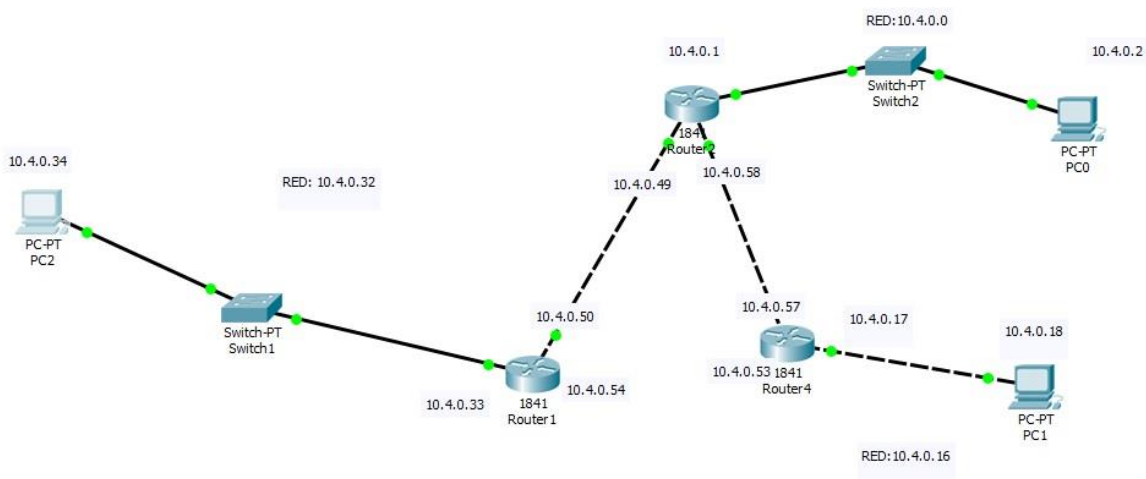 RED:10.4.0.0
10.4.0.1
10.4.0.2
Switch-PT
Switch2
1841
Router2
PC-PT
PC0
10.4.0.34
RED: 10.4.0.32
10.4.0.49
10.4.0.58
PC-PT
PC2
10.4.0.57
10.4.0.50
10.4.0.17
10.4.0.18
Switch-PT
Switch1
10.4.0.53
1841
Router4
10.4.0.33
1841
Router1
10.4.0.54
PC-PT
PC1
RED:10.4.0.16